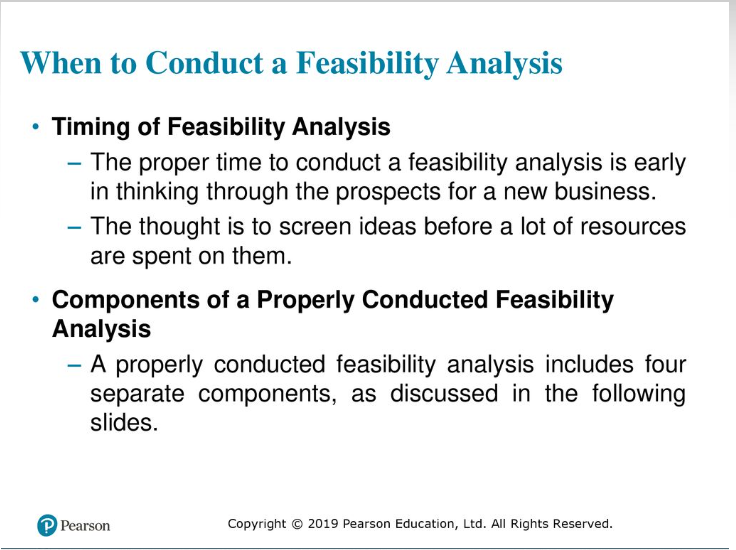 When to Conduct a Feasibility Analysis
• Timing of Feasibility Analysis
– The proper time to conduct a feasibility analysis is early
in thinking through the prospects for a new business.
– The thought is to screen ideas before a lot of resources
are spent on them.
• Components of a Properly Conducted Feasibility
Analysis
– A properly conducted feasibility analysis includes four
separate components, as discussed in the following
slides.
P Pearson
Copyright © 2019 Pearson Education, Ltd. All Rights Reserved.